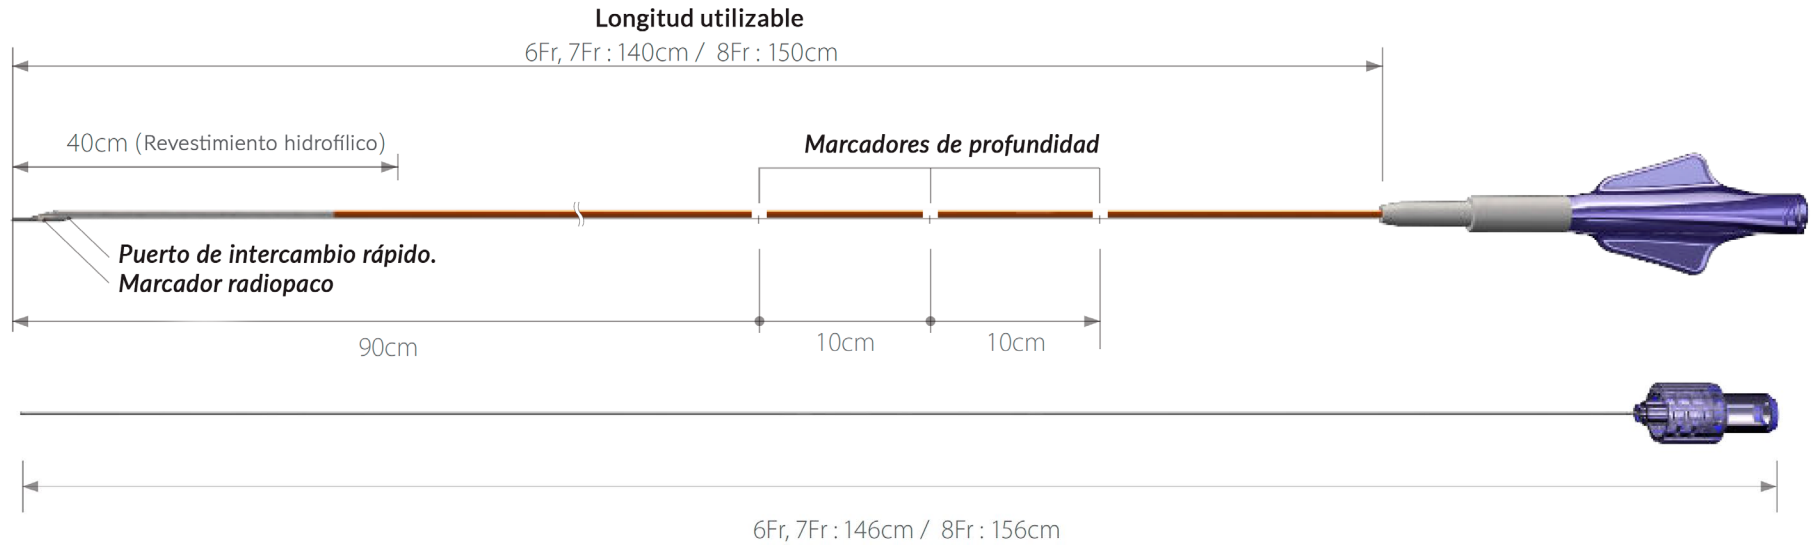 Longitud utilizable
6Fr, 7Fr : 140cm / 8Fr : 150cm
40cm (Revestimiento hidrofílico)
Marcadores de profundidad
Puerto de intercambio rápido.
Marcador radiopaco
90cm
10cm
10cm
6Fr, 7Fr : 146cm / 8Fr : 156cm